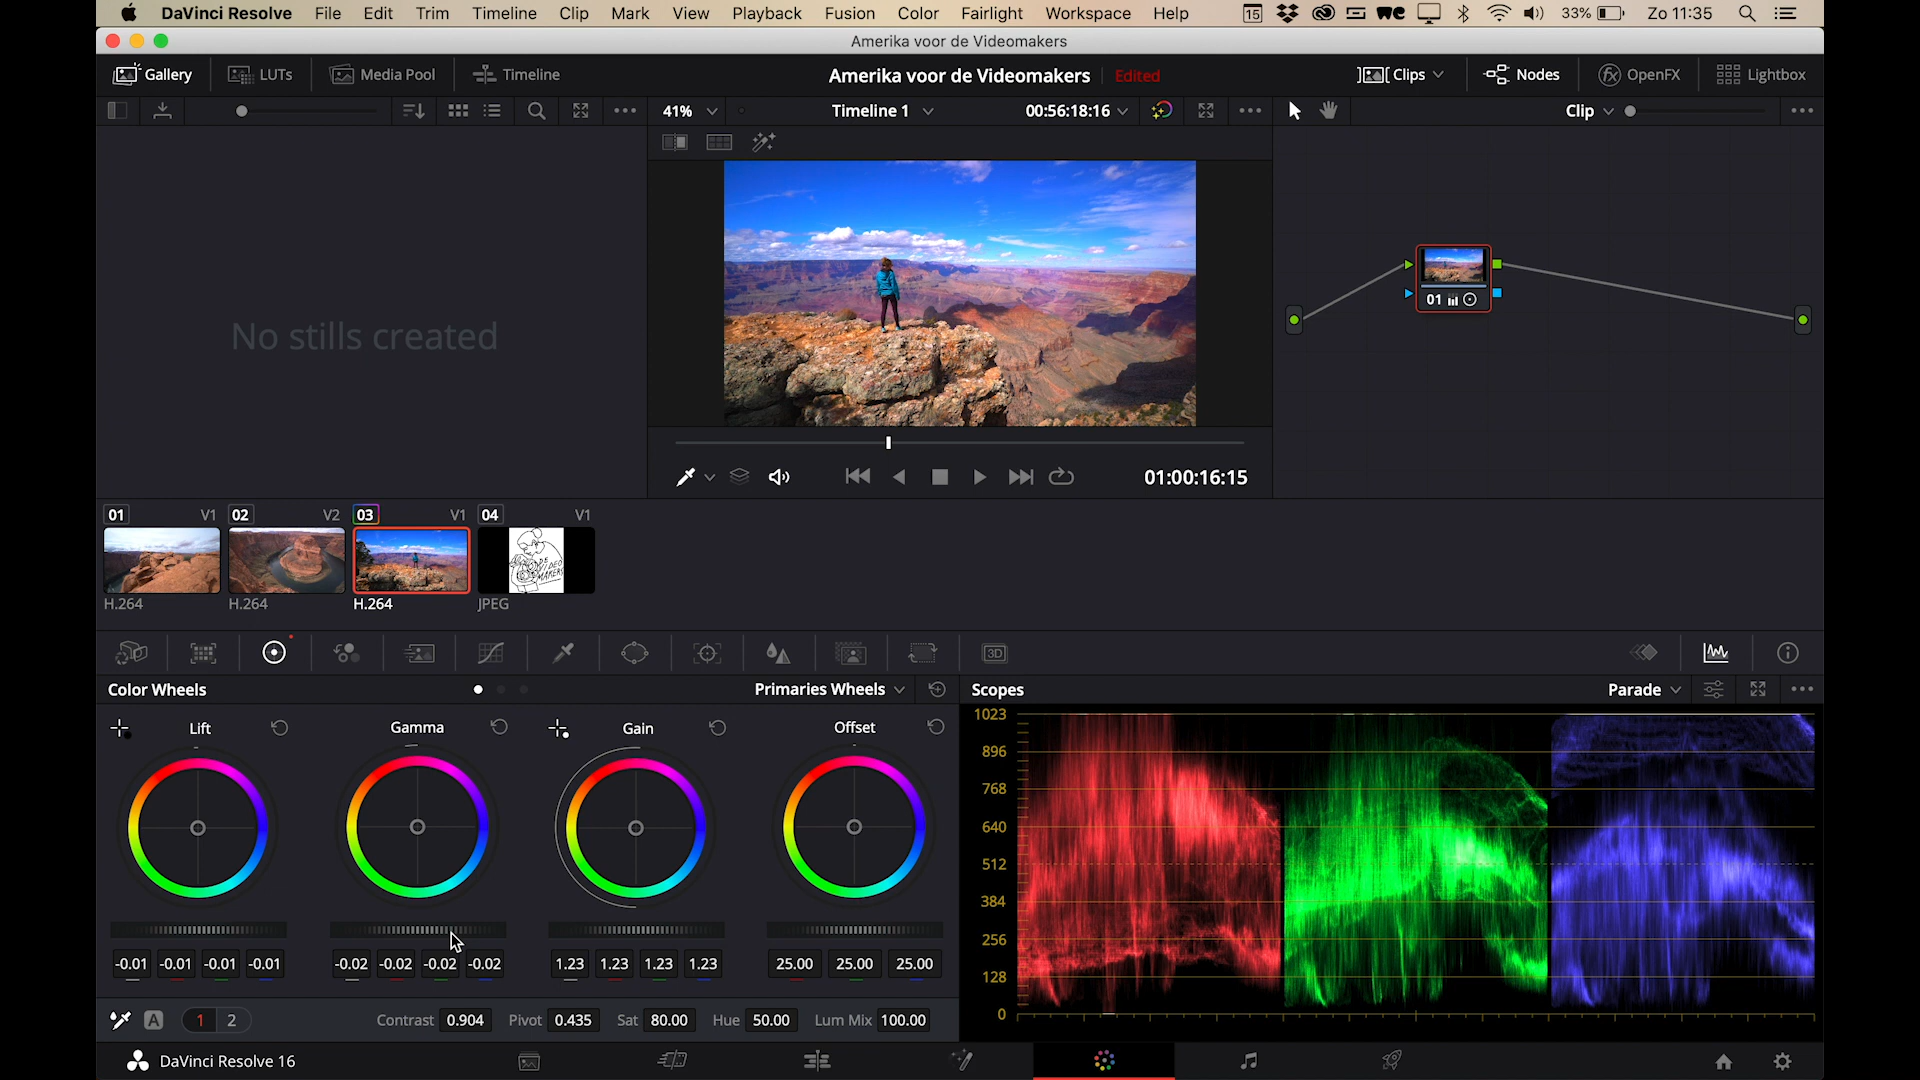 DaVinci Resolve File Edit Trim Timeline Clip Mark View Playback Fusion Color Fairlight Workspace Help 15 33% Zo 11:35
Amerika voor de Videomakers
Gallery LUTs Media Pool Timeline Amerika voor de Videomakers Edited Clips Nodes OpenFX Lightbox
41% Timeline 1 00:56:18:16 Clip
No stills created
01
01:00:16:15
01 V1 02 V2 03 V1 04 V1
DE VIDEO MAKERS
H.264 H.264 H.264 JPEG
3D
Color Wheels Primaries Wheels Scopes Parade
Lift Gamma Gain Offset
1023
896
768
640
512
384
256
128
0
-0.01 -0.01 -0.01 -0.01 -0.02 -0.02 -0.02 -0.02 1.23 1.23 1.23 1.23 25.00 25.00 25.00
A 1 2 Contrast 0.904 Pivot 0.435 Sat 80.00 Hue 50.00 Lum Mix 100.00
DaVinci Resolve 16